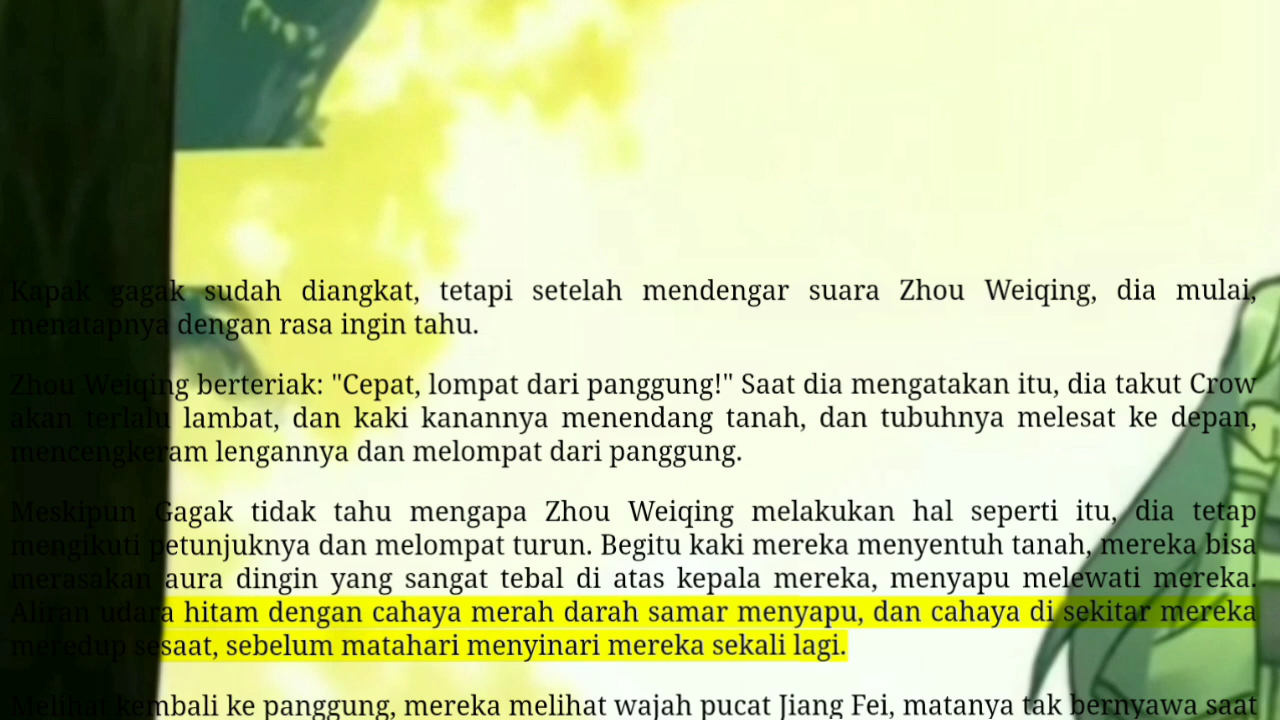 Kapak gagak sudah diangkat, tetapi setelah mendengar suara Zhou Weiqing, dia mulai,
menatapnya dengan rasa ingin tahu.
Zhou Weiqing berteriak: "Cepat, lompat dari panggung!" Saat dia mengatakan itu, dia takut Crow
akan terlalu lambat, dan kaki kanannya menendang tanah, dan tubuhnya melesat ke depan,
mencengkeram lengannya dan melompat dari panggung.
Meskipun Gagak tidak tahu mengapa Zhou Weiqing melakukan hal seperti itu, dia tetap
mengikuti petunjuknya dan melompat turun. Begitu kaki mereka menyentuh tanah, mereka bisa
merasakan aura dingin yang sangat tebal di atas kepala mereka, menyapu melewati mereka.
Aliran udara hitam dengan cahaya merah darah samar menyapu, dan cahaya di sekitar mereka
meredup sesaat, sebelum matahari menyinari mereka sekali lagi.
Melihat kembali ke panggung, mereka melihat wajah pucat Jiang Fei, matanya tak bernyawa saat